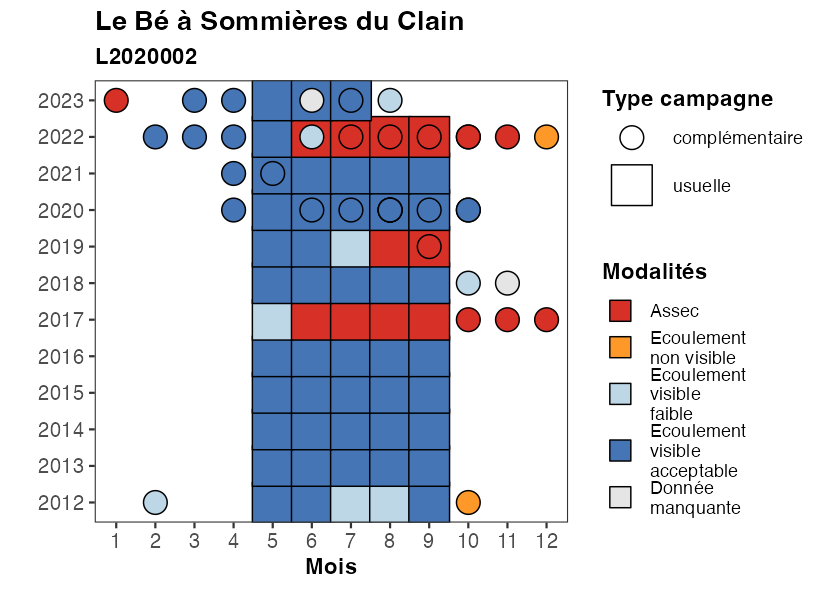 Le Bé à Sommières du Clain
L2020002
2023
2022
2021
2020
2019
2018
2017
2016
2015
2014
2013
2012
1 2 3 4 5 6 7 8 9 10 11 12
Mois
Type campagne
complémentaire
usuelle
Modalités
Assec
Ecoulement
non visible
Ecoulement
visible
faible
Ecoulement
visible
acceptable
Donnée
manquante